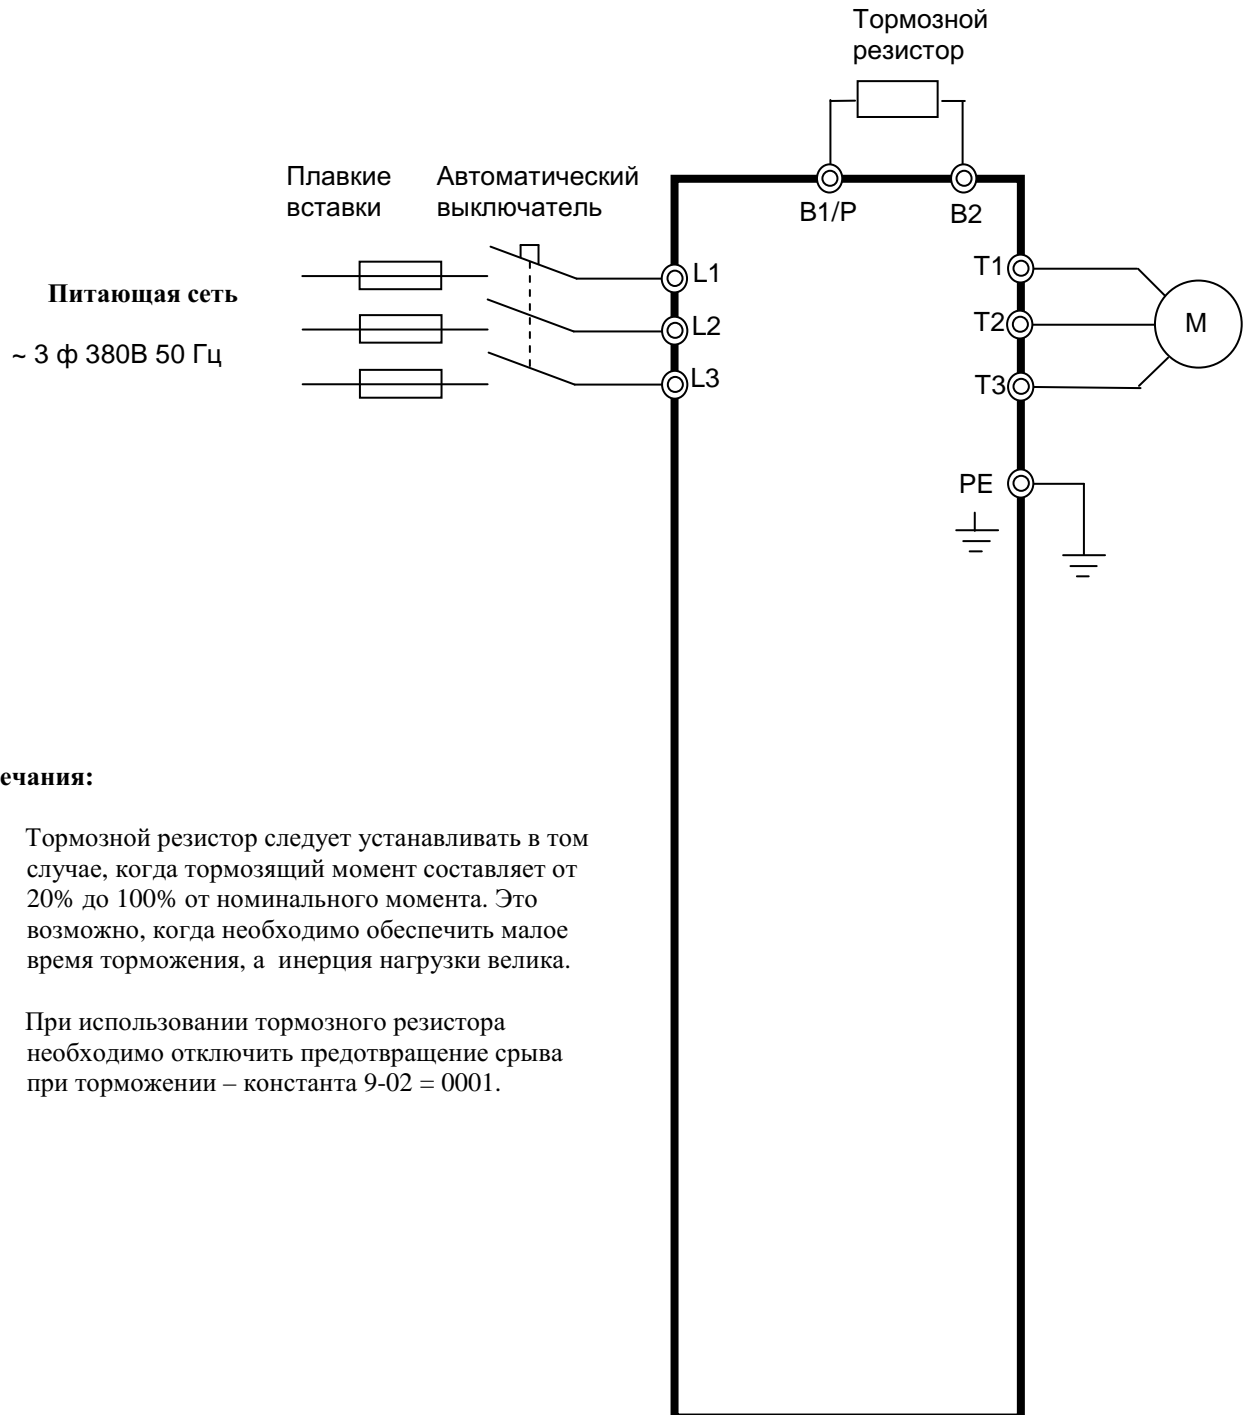 Тормозной
резистор
Плавкие
вставки
Автоматический
выключатель
B1/P
B2
Питающая сеть
~ 3 ф 380В 50 Гц
L1
L2
L3
T1
T2
T3
M
PE
ечания:
Тормозной резистор следует устанавливать в том
случае, когда тормозящий момент составляет от
20% до 100% от номинального момента. Это
возможно, когда необходимо обеспечить малое
время торможения, а инерция нагрузки велика.
При использовании тормозного резистора
необходимо отключить предотвращение срыва
при торможении – константа 9-02 = 0001.